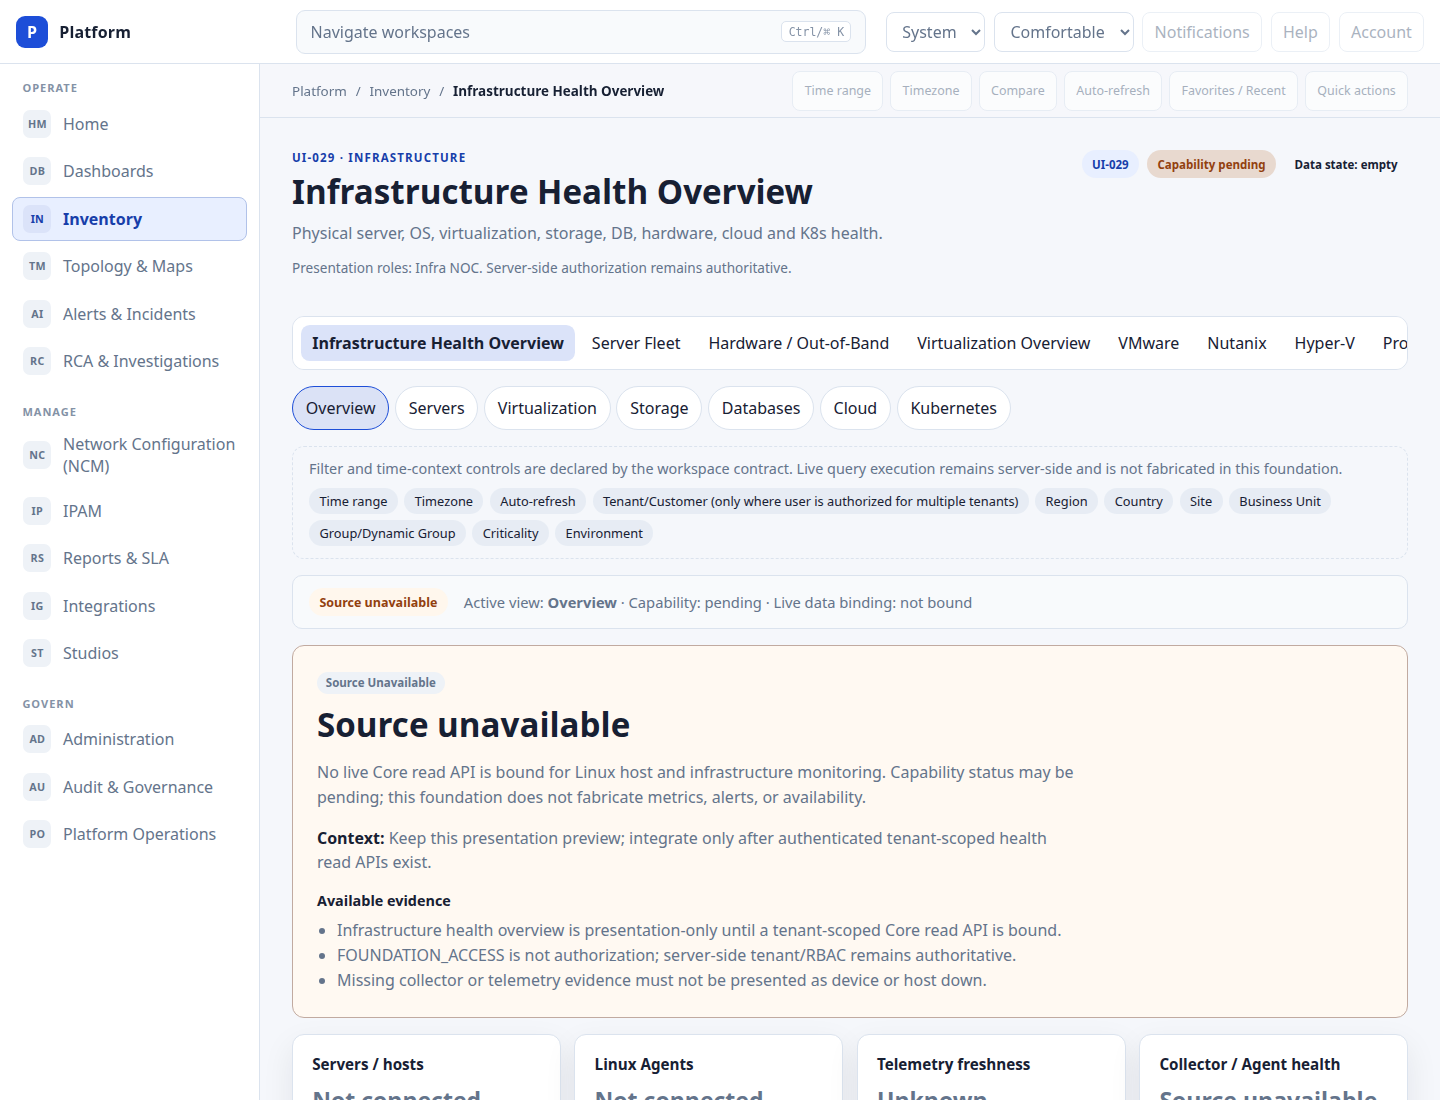 P Platform
Navigate workspaces Ctrl/⌘ K
System Comfortable Notifications Help Account
OPERATE
HM Home
DB Dashboards
IN Inventory
TM Topology & Maps
AI Alerts & Incidents
RC RCA & Investigations
MANAGE
NC Network Configuration
(NCM)
IP IPAM
RS Reports & SLA
IG Integrations
ST Studios
GOVERN
AD Administration
AU Audit & Governance
PO Platform Operations
Platform / Inventory / Infrastructure Health Overview
Time range Timezone Compare Auto-refresh Favorites / Recent Quick actions
UI-029 · INFRASTRUCTURE
Infrastructure Health Overview
UI-029 Capability pending Data state: empty
Physical server, OS, virtualization, storage, DB, hardware, cloud and K8s health.
Presentation roles: Infra NOC. Server-side authorization remains authoritative.
Infrastructure Health Overview Server Fleet Hardware / Out-of-Band Virtualization Overview VMware Nutanix Hyper-V Pro
Overview Servers Virtualization Storage Databases Cloud Kubernetes
Filter and time-context controls are declared by the workspace contract. Live query execution remains server-side and is not fabricated in this foundation.
Time range Timezone Auto-refresh Tenant/Customer (only where user is authorized for multiple tenants) Region Country Site Business Unit
Group/Dynamic Group Criticality Environment
Source unavailable Active view: Overview · Capability: pending · Live data binding: not bound
Source Unavailable
Source unavailable
No live Core read API is bound for Linux host and infrastructure monitoring. Capability status may be
pending; this foundation does not fabricate metrics, alerts, or availability.
Context: Keep this presentation preview; integrate only after authenticated tenant-scoped health
read APIs exist.
Available evidence
• Infrastructure health overview is presentation-only until a tenant-scoped Core read API is bound.
• FOUNDATION_ACCESS is not authorization; server-side tenant/RBAC remains authoritative.
• Missing collector or telemetry evidence must not be presented as device or host down.
Servers / hosts Linux Agents Telemetry freshness Collector / Agent health
Not connected Not connected Unknown Source unavailable